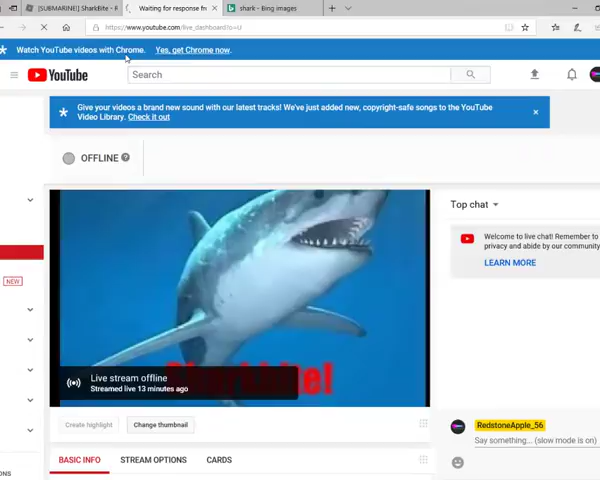 [SUBMARINE!] SharkBite - R
Waiting for response fr
shark - Bing images
https://www.youtube.com/live_dashboard?o=U
Watch YouTube videos with Chrome. Yes, get Chrome now.
YouTube
Search
Give your videos a brand new sound with our latest tracks! We've just added new, copyright-safe songs to the YouTube
Video Library. Check it out
OFFLINE
Top chat
Welcome to live chat! Remember to
privacy and abide by our community
LEARN MORE
NEW
Live stream offline
Streamed live 13 minutes ago
Create highlight
Change thumbnail
RedstoneApple_56
Say something... (slow mode is on)
BASIC INFO
STREAM OPTIONS
CARDS
IONS